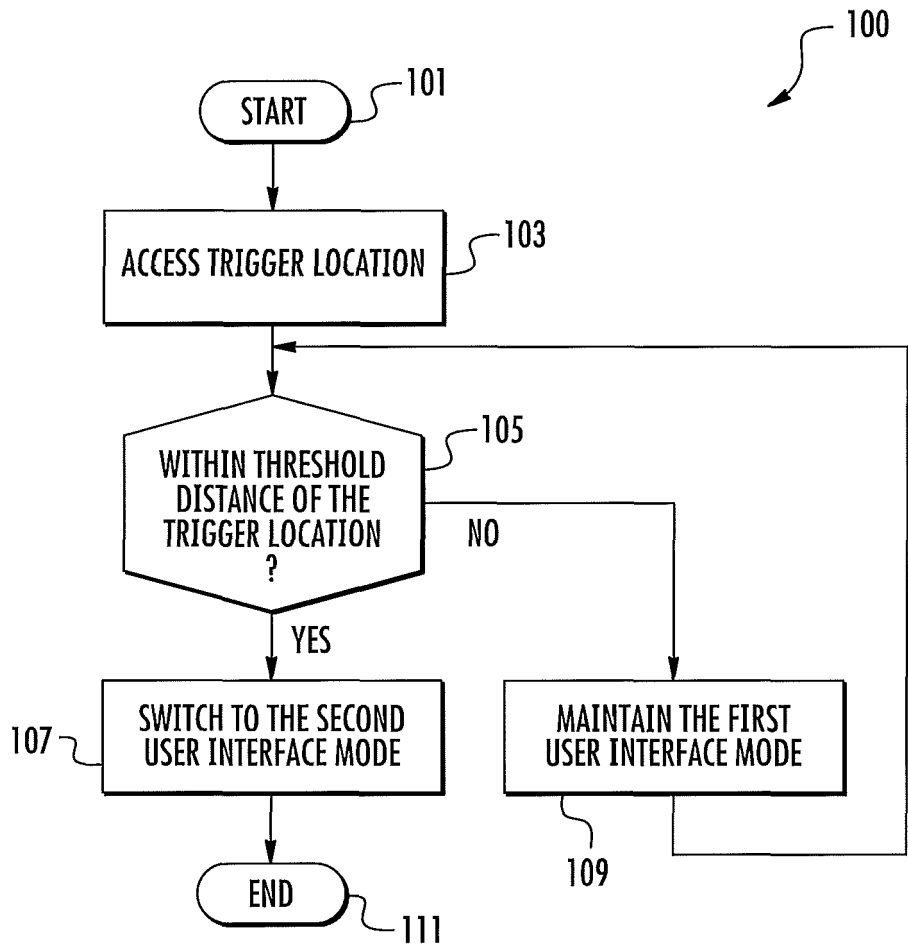 100
101
START
103
ACCESS TRIGGER LOCATION
105
WITHIN THRESHOLD
DISTANCE OF THE
TRIGGER LOCATION
?
NO
YES
107
SWITCH TO THE SECOND
USER INTERFACE MODE
MAINTAIN THE FIRST
USER INTERFACE MODE
109
END
111